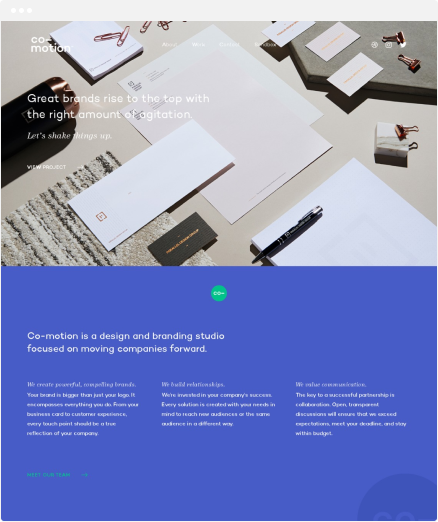 co-
motion
About Work Contact
Great brands rise to the top with
the right amount of agitation.
Let's shake things up.
VIEW PROJECT
co-
Co-motion is a design and branding studio
focused on moving companies forward.
We create powerful, compelling brands.
Your brand is bigger than just your logo. It
encompasses everything you do. From your
business card to customer experience,
every touch point should be a true
reflection of your company.
We build relationships.
We're invested in your company's success.
Every solution is created with your needs in
mind to reach new audiences or the same
audience in a different way.
We value communication.
The key to a successful partnership is
collaboration. Open, transparent
discussions will ensure that we exceed
expectations, meet your deadline, and stay
within budget.
MEET OUR TEAM
co-